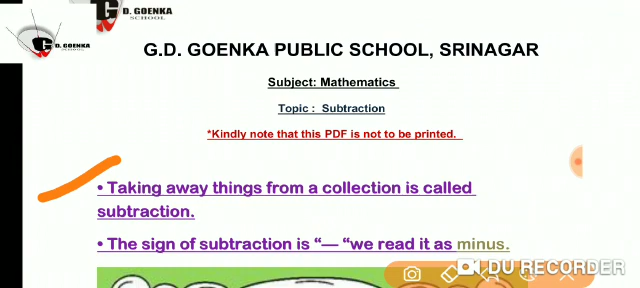 D. GOENKA
SCHOOL
G D. GOENKA
SCHOOL
G.D. GOENKA PUBLIC SCHOOL, SRINAGAR
Subject: Mathematics
Topic : Subtraction
*Kindly note that this PDF is not to be printed.
• Taking away things from a collection is called
subtraction.
• The sign of subtraction is “— “we read it as minus.
DU RECORDER